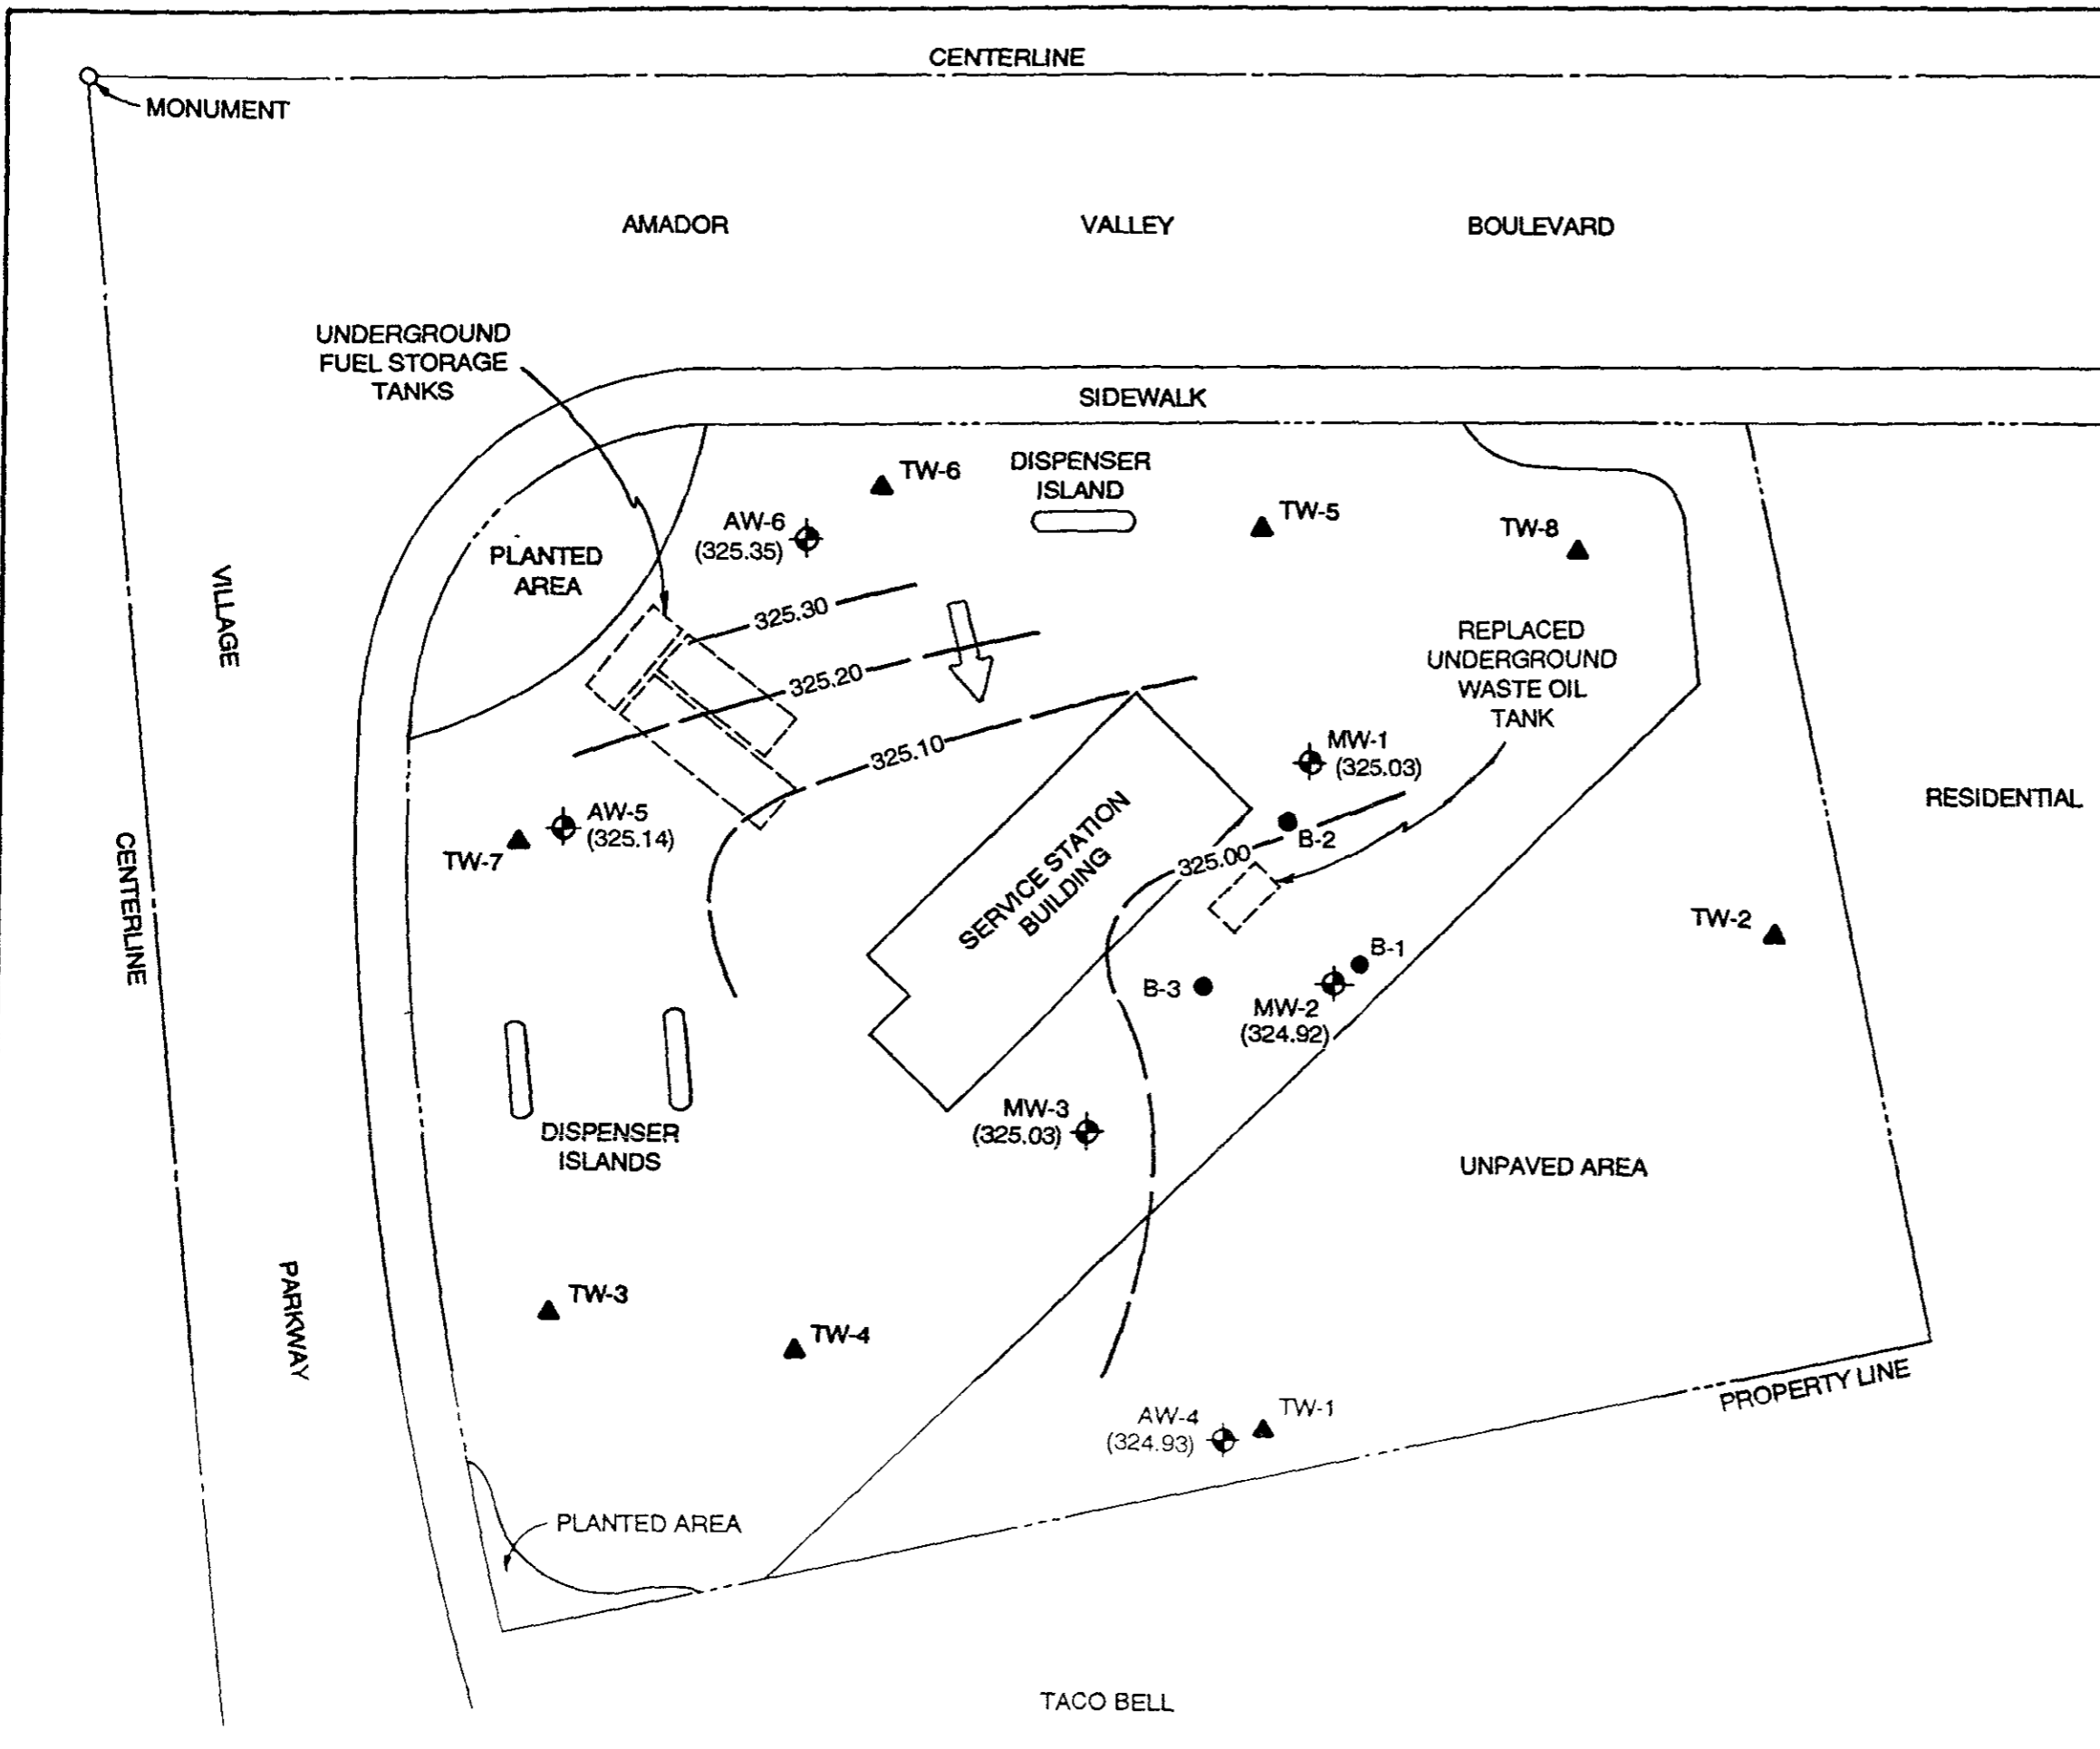 CENTERLINE
MONUMENT
AMADOR VALLEY BOULEVARD
UNDERGROUND
FUEL STORAGE
TANKS
SIDEWALK
TW-6
DISPENSER
ISLAND
TW-5
TW-8
AW-6
(325.35)
PLANTED
AREA
VILLAGE
325.30
325.20
325.10
REPLACED
UNDERGROUND
WASTE OIL
TANK
MW-1
(325.03)
RESIDENTIAL
AW-5
(325.14)
TW-7
CENTERLINE
SERVICE STATION
BUILDING
B-2
325.00
TW-2
B-1
B-3
MW-2
(324.92)
MW-3
(325.03)
DISPENSER
ISLANDS
UNPAVED AREA
PARKWAY
TW-3
TW-4
PROPERTY LINE
AW-4
(324.93)
TW-1
PLANTED AREA
TACO BELL